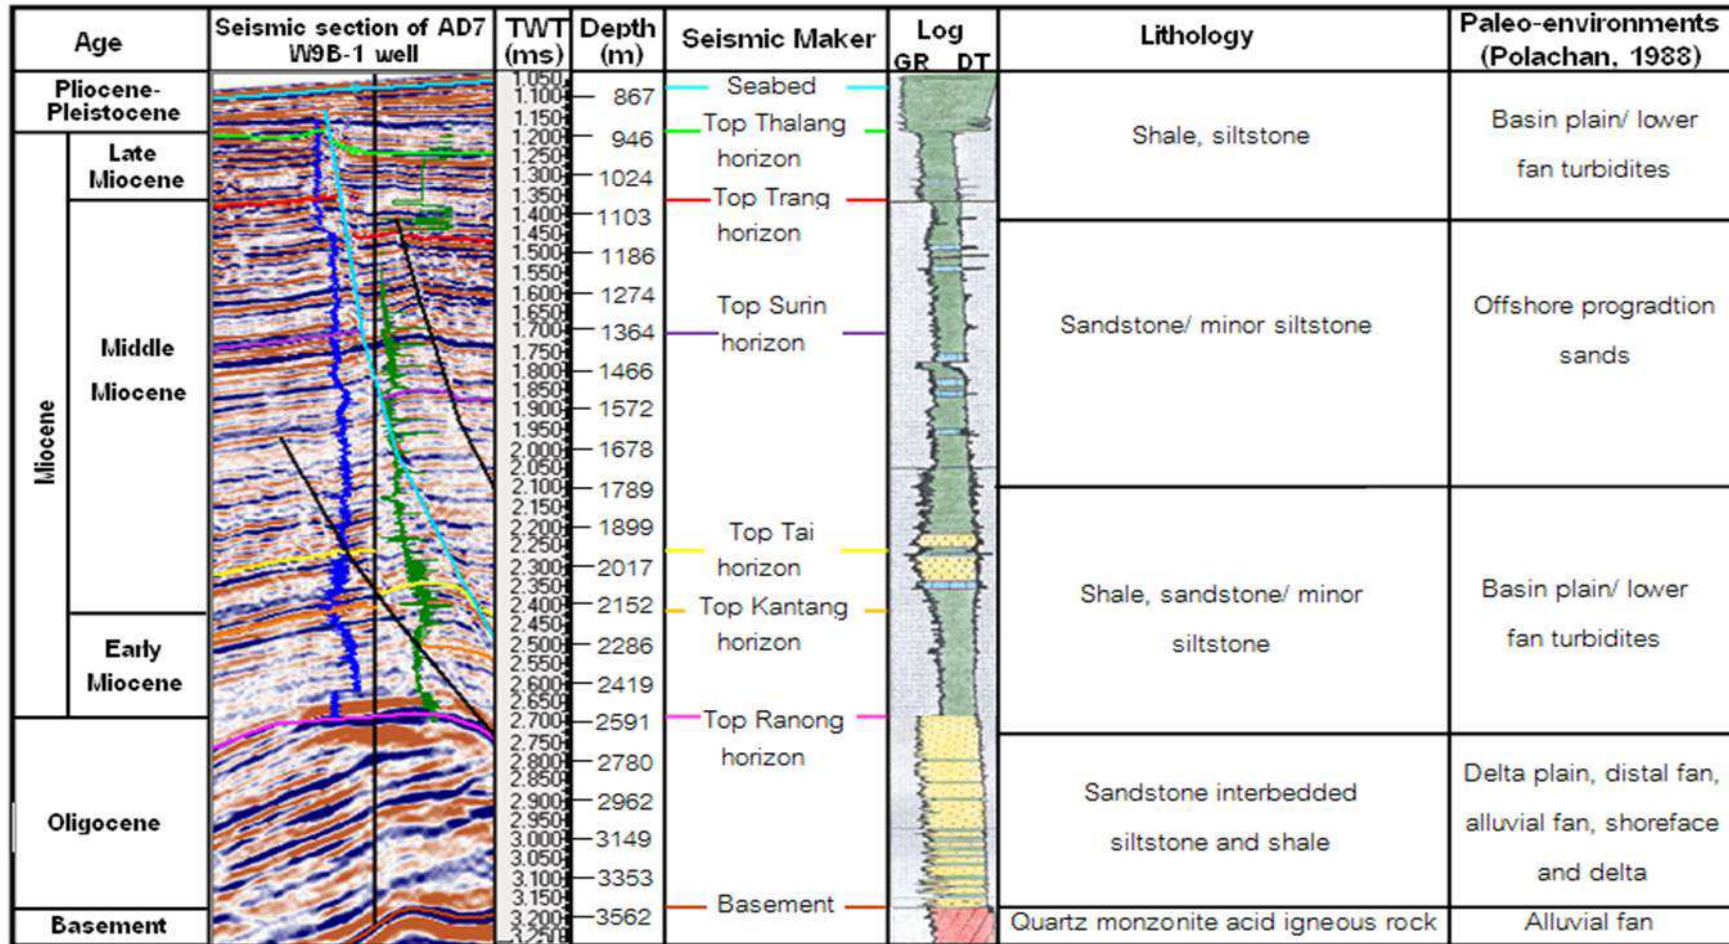 Age
Seismic section of AD7
W9B-1 well
TWT
(ms)
Depth
(m)
Seismic Maker
Log
GR DT
Lithology
Paleo-environments
(Polachan, 1988)
Pliocene-
Pleistocene
Miocene
Late
Miocene
Middle
Miocene
Early
Miocene
Oligocene
Basement
1.050
1.100
1.150
1.200
1.250
1.300
1.350
1.400
1.450
1.500
1.550
1.600
1.650
1.700
1.750
1.800
1.850
1.900
1.950
2.000
2.050
2.100
2.150
2.200
2.250
2.300
2.350
2.400
2.450
2.500
2.550
2.600
2.650
2.700
2.750
2.800
2.850
2.900
2.950
3.000
3.050
3.100
3.150
3.200
867
946
1024
1103
1186
1274
1364
1466
1572
1678
1789
1899
2017
2152
2286
2419
2591
2780
2962
3149
3353
3562
Seabed
Top Thalang
horizon
Top Trang
horizon
Top Surin
horizon
Top Tai
horizon
Top Kantang
horizon
Top Ranong
horizon
Basement
Shale, siltstone
Sandstone/ minor siltstone
Shale, sandstone/ minor
siltstone
Sandstone interbedded
siltstone and shale
Quartz monzonite acid igneous rock
Basin plain/ lower
fan turbidites
Offshore progradtion
sands
Basin plain/ lower
fan turbidites
Delta plain, distal fan,
alluvial fan, shoreface
and delta
Alluvial fan